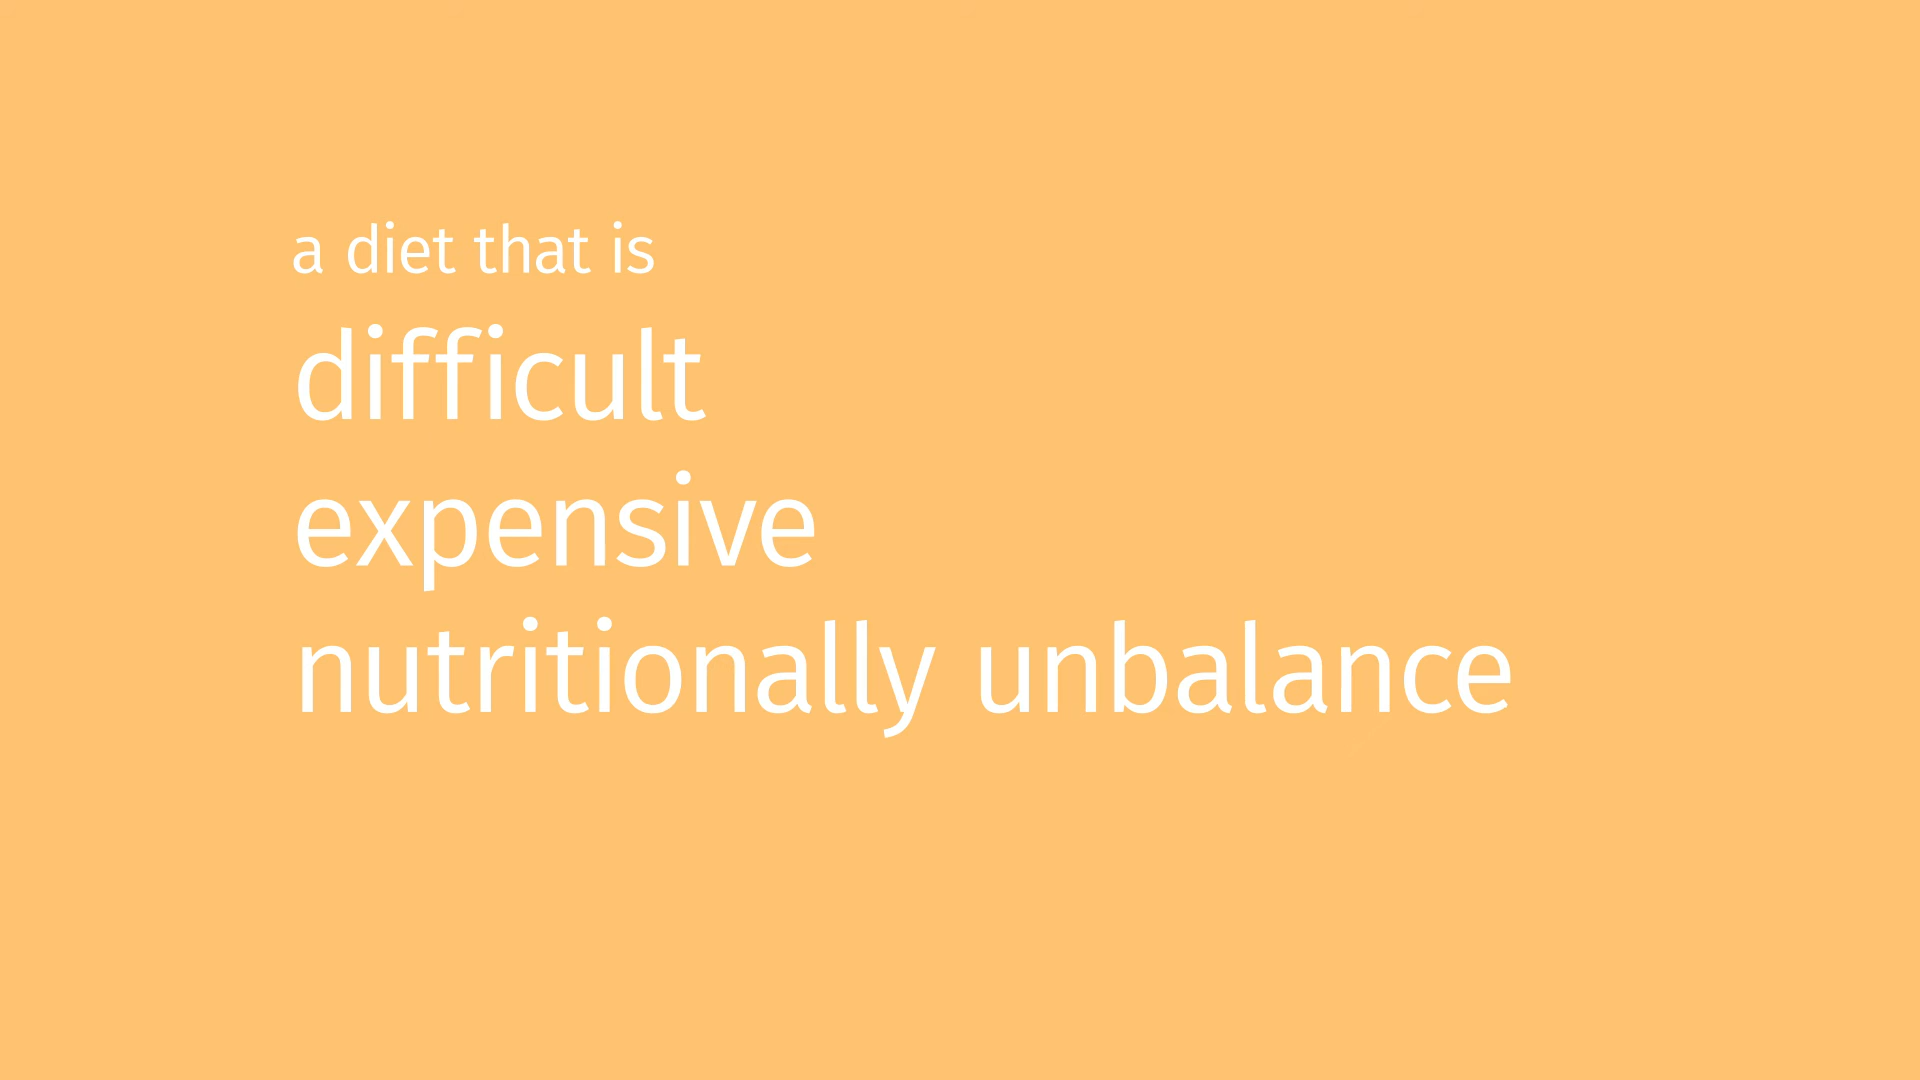 a diet that is
difficult
expensive
nutritionally unbalance